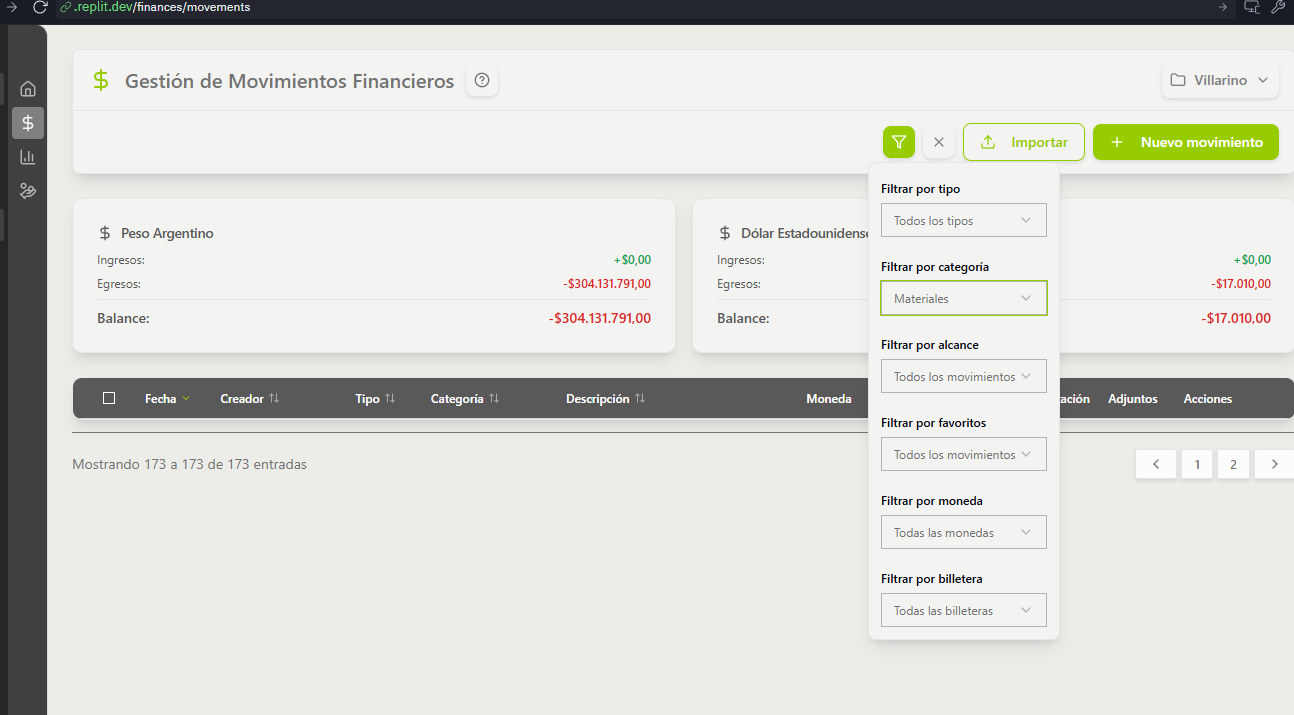 .replit.dev/finances/movements
Gestión de Movimientos Financieros
Villarino
Importar
+ Nuevo movimiento
Filtrar por tipo
Todos los tipos
Filtrar por categoría
Materiales
Filtrar por alcance
Todos los movimientos
Filtrar por favoritos
Todos los movimientos
Filtrar por moneda
Todas las monedas
Filtrar por billetera
Todas las billeteras
$ Peso Argentino
Ingresos: +$0,00
Egresos: -$304.131.791,00
Balance: -$304.131.791,00
$ Dólar Estadounidense
Ingresos: +$0,00
Egresos: -$17.010,00
Balance: -$17.010,00
Fecha Creador Tipo Categoría Descripción Moneda ación Adjuntos Acciones
Mostrando 173 a 173 de 173 entradas
1 2